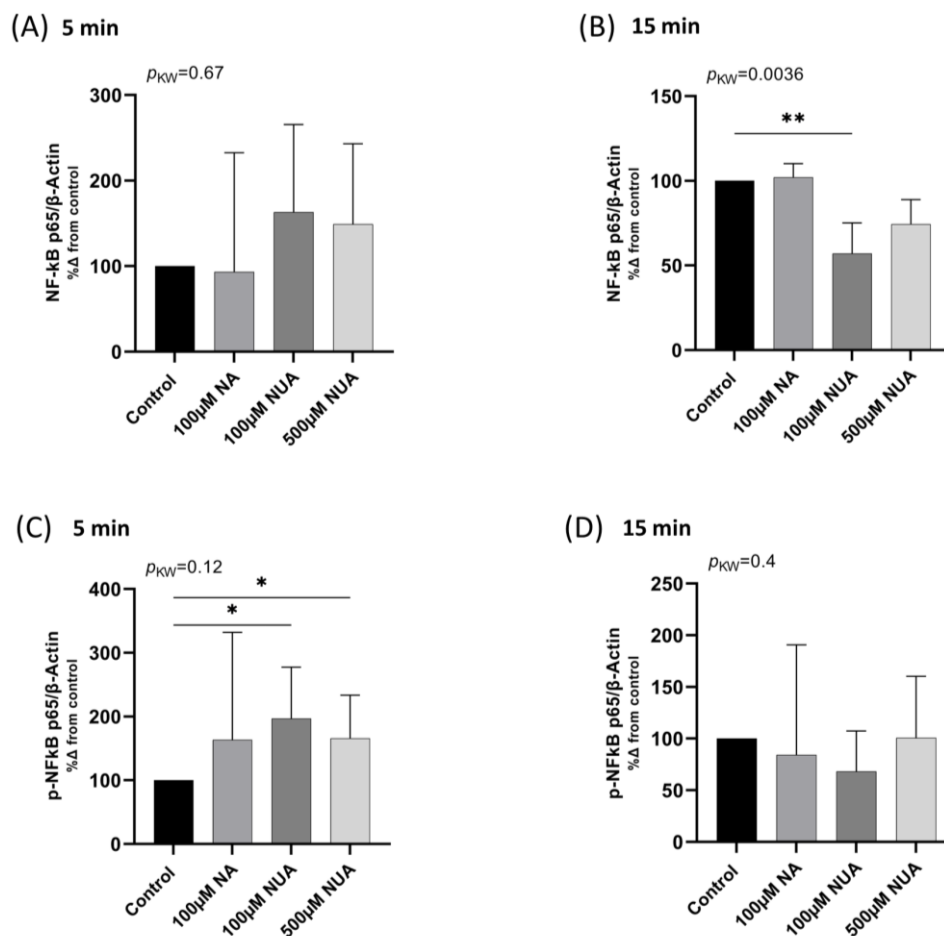 (A) 5 min
pKW=0.67
NF-kB p65/β-Actin
%Δ from control
300
200
100
0
Control
100µM NA
100µM NUA
500µM NUA
(B) 15 min
pKW=0.0036
NF-kB p65/β-Actin
%Δ from control
150
100
50
0
**
Control
100µM NA
100µM NUA
500µM NUA
(C) 5 min
pKW=0.12
p-NFkB p65/β-Actin
%Δ from control
400
300
200
100
0
*
*
Control
100µM NA
100µM NUA
500µM NUA
(D) 15 min
pKW=0.4
p-NFkB p65/β-Actin
%Δ from control
250
200
150
100
50
0
Control
100µM NA
100µM NUA
500µM NUA